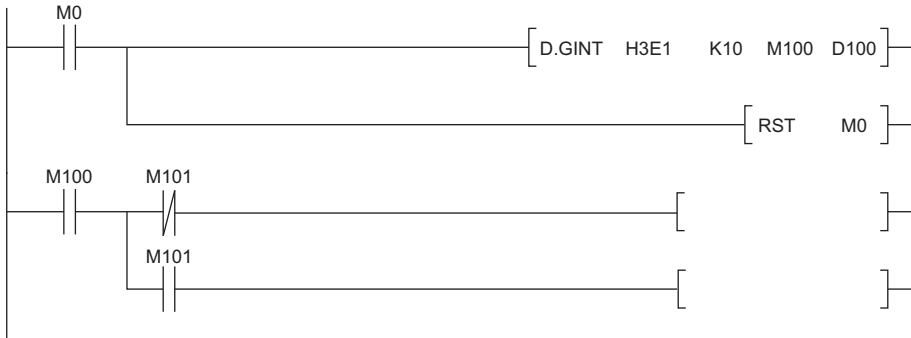 M0
D.GINT H3E1 K10 M100 D100
RST M0
M100 M101
M101